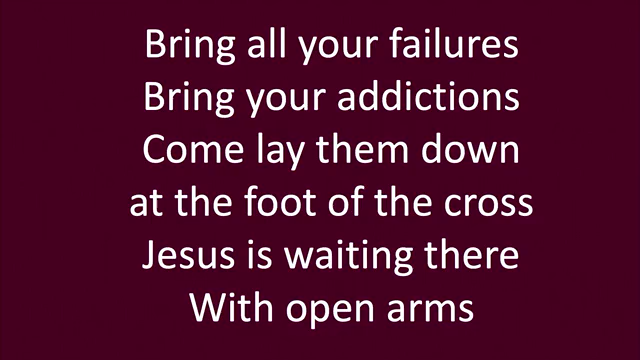 Bring all your failures
Bring your addictions
Come lay them down
at the foot of the cross
Jesus is waiting there
With open arms